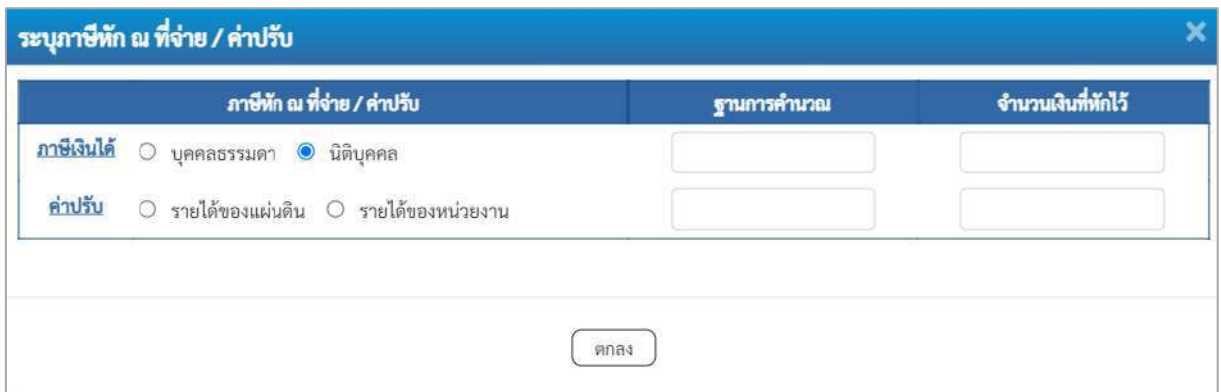 ระบุภาษีหัก ณ ที่จ่าย / ค่าปรับ
ภาษีหัก ณ ที่จ่าย / ค่าปรับ ฐานการคำนวณ จำนวนเงินที่หักไว้
ภาษีเงินได้ บุคคลธรรมดา นิติบุคคล
ค่าปรับ รายได้ของแผ่นดิน รายได้ของหน่วยงาน
ตกลง